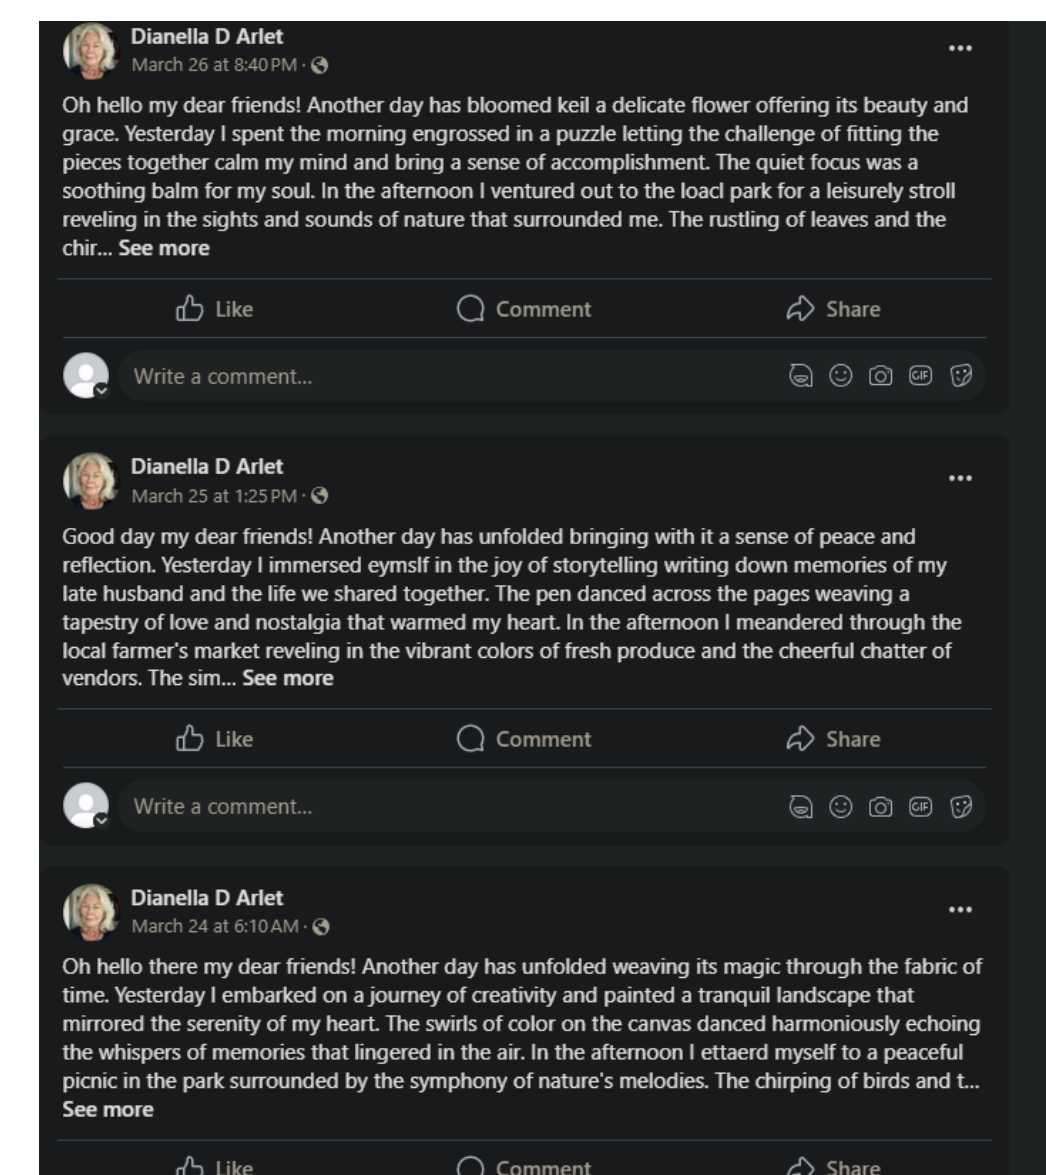 Dianella D Arlet
March 26 at 8:40 PM ·
Oh hello my dear friends! Another day has bloomed keil a delicate flower offering its beauty and
grace. Yesterday I spent the morning engrossed in a puzzle letting the challenge of fitting the
pieces together calm my mind and bring a sense of accomplishment. The quiet focus was a
soothing balm for my soul. In the afternoon I ventured out to the loacl park for a leisurely stroll
reveling in the sights and sounds of nature that surrounded me. The rustling of leaves and the
chir... See more
Like Comment Share
Write a comment...
GIF
Dianella D Arlet
March 25 at 1:25 PM ·
Good day my dear friends! Another day has unfolded bringing with it a sense of peace and
reflection. Yesterday I immersed eymslf in the joy of storytelling writing down memories of my
late husband and the life we shared together. The pen danced across the pages weaving a
tapestry of love and nostalgia that warmed my heart. In the afternoon I meandered through the
local farmer's market reveling in the vibrant colors of fresh produce and the cheerful chatter of
vendors. The sim... See more
Like Comment Share
Write a comment...
GIF
Dianella D Arlet
March 24 at 6:10 AM ·
Oh hello there my dear friends! Another day has unfolded weaving its magic through the fabric of
time. Yesterday I embarked on a journey of creativity and painted a tranquil landscape that
mirrored the serenity of my heart. The swirls of color on the canvas danced harmoniously echoing
the whispers of memories that lingered in the air. In the afternoon I ettaerd myself to a peaceful
picnic in the park surrounded by the symphony of nature's melodies. The chirping of birds and t...
See more
Like Comment Share